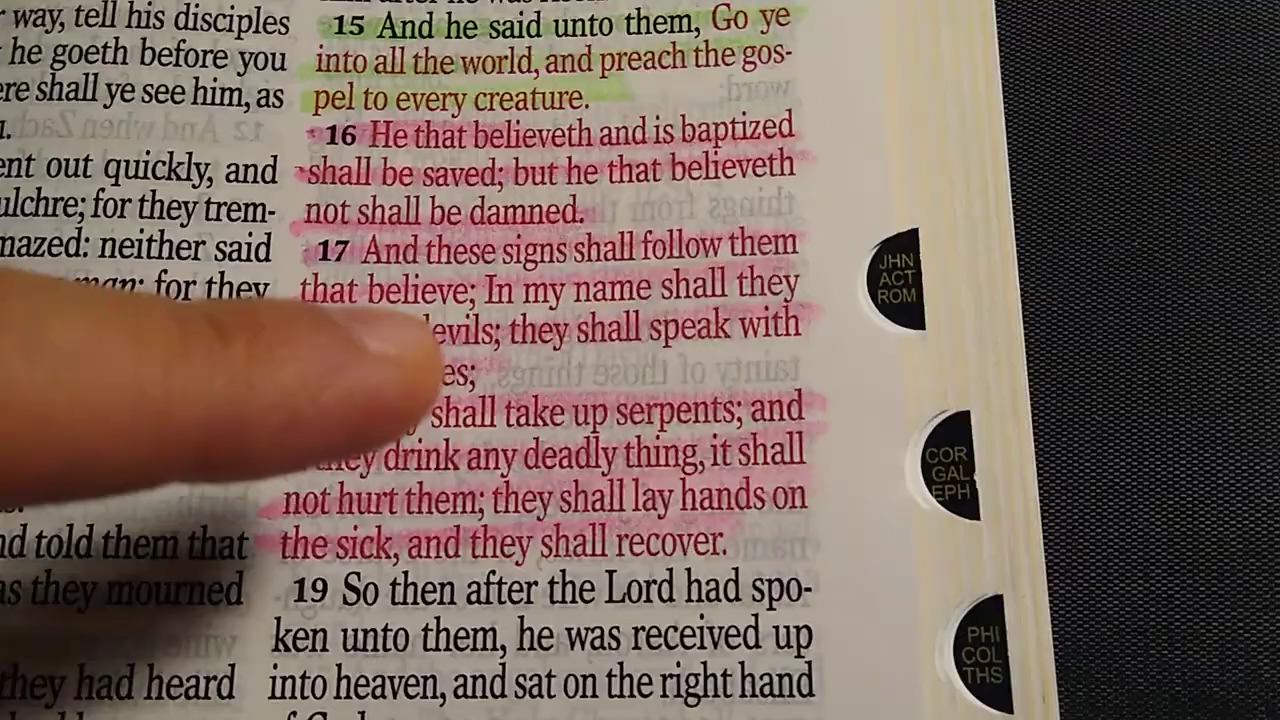 way, tell his disciples
he goeth before you
ere shall ye see him, as
ent out quickly, and
ulchre; for they trem-
mazed: neither said
man; for they
nd told them that
as they mourned
they had heard
15 And he said unto them, Go ye
into all the world, and preach the gos-
pel to every creature.
16 He that believeth and is baptized
shall be saved; but he that believeth
not shall be damned.
17 And these signs shall follow them
that believe; In my name shall they
evils; they shall speak with
es;
shall take up serpents; and
they drink any deadly thing, it shall
not hurt them; they shall lay hands on
the sick, and they shall recover.
19 So then after the Lord had spo-
ken unto them, he was received up
into heaven, and sat on the right hand
JHN
ACT
ROM
COR
GAL
EPH
PHI
COL
THS